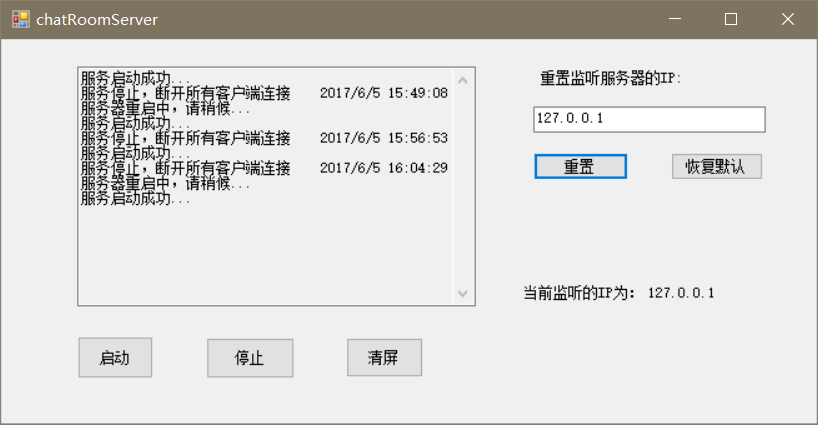 chatRoomServer
服务启动成功...
服务停止，断开所有客户端连接 2017/6/5 15:49:08
服务器重启中，请稍候...
服务启动成功...
服务停止，断开所有客户端连接 2017/6/5 15:56:53
服务启动成功...
服务停止，断开所有客户端连接 2017/6/5 16:04:29
服务器重启中，请稍候...
服务启动成功...
重置监听服务器的IP:
127.0.0.1
重置 恢复默认
当前监听的IP为： 127.0.0.1
启动 停止 清屏